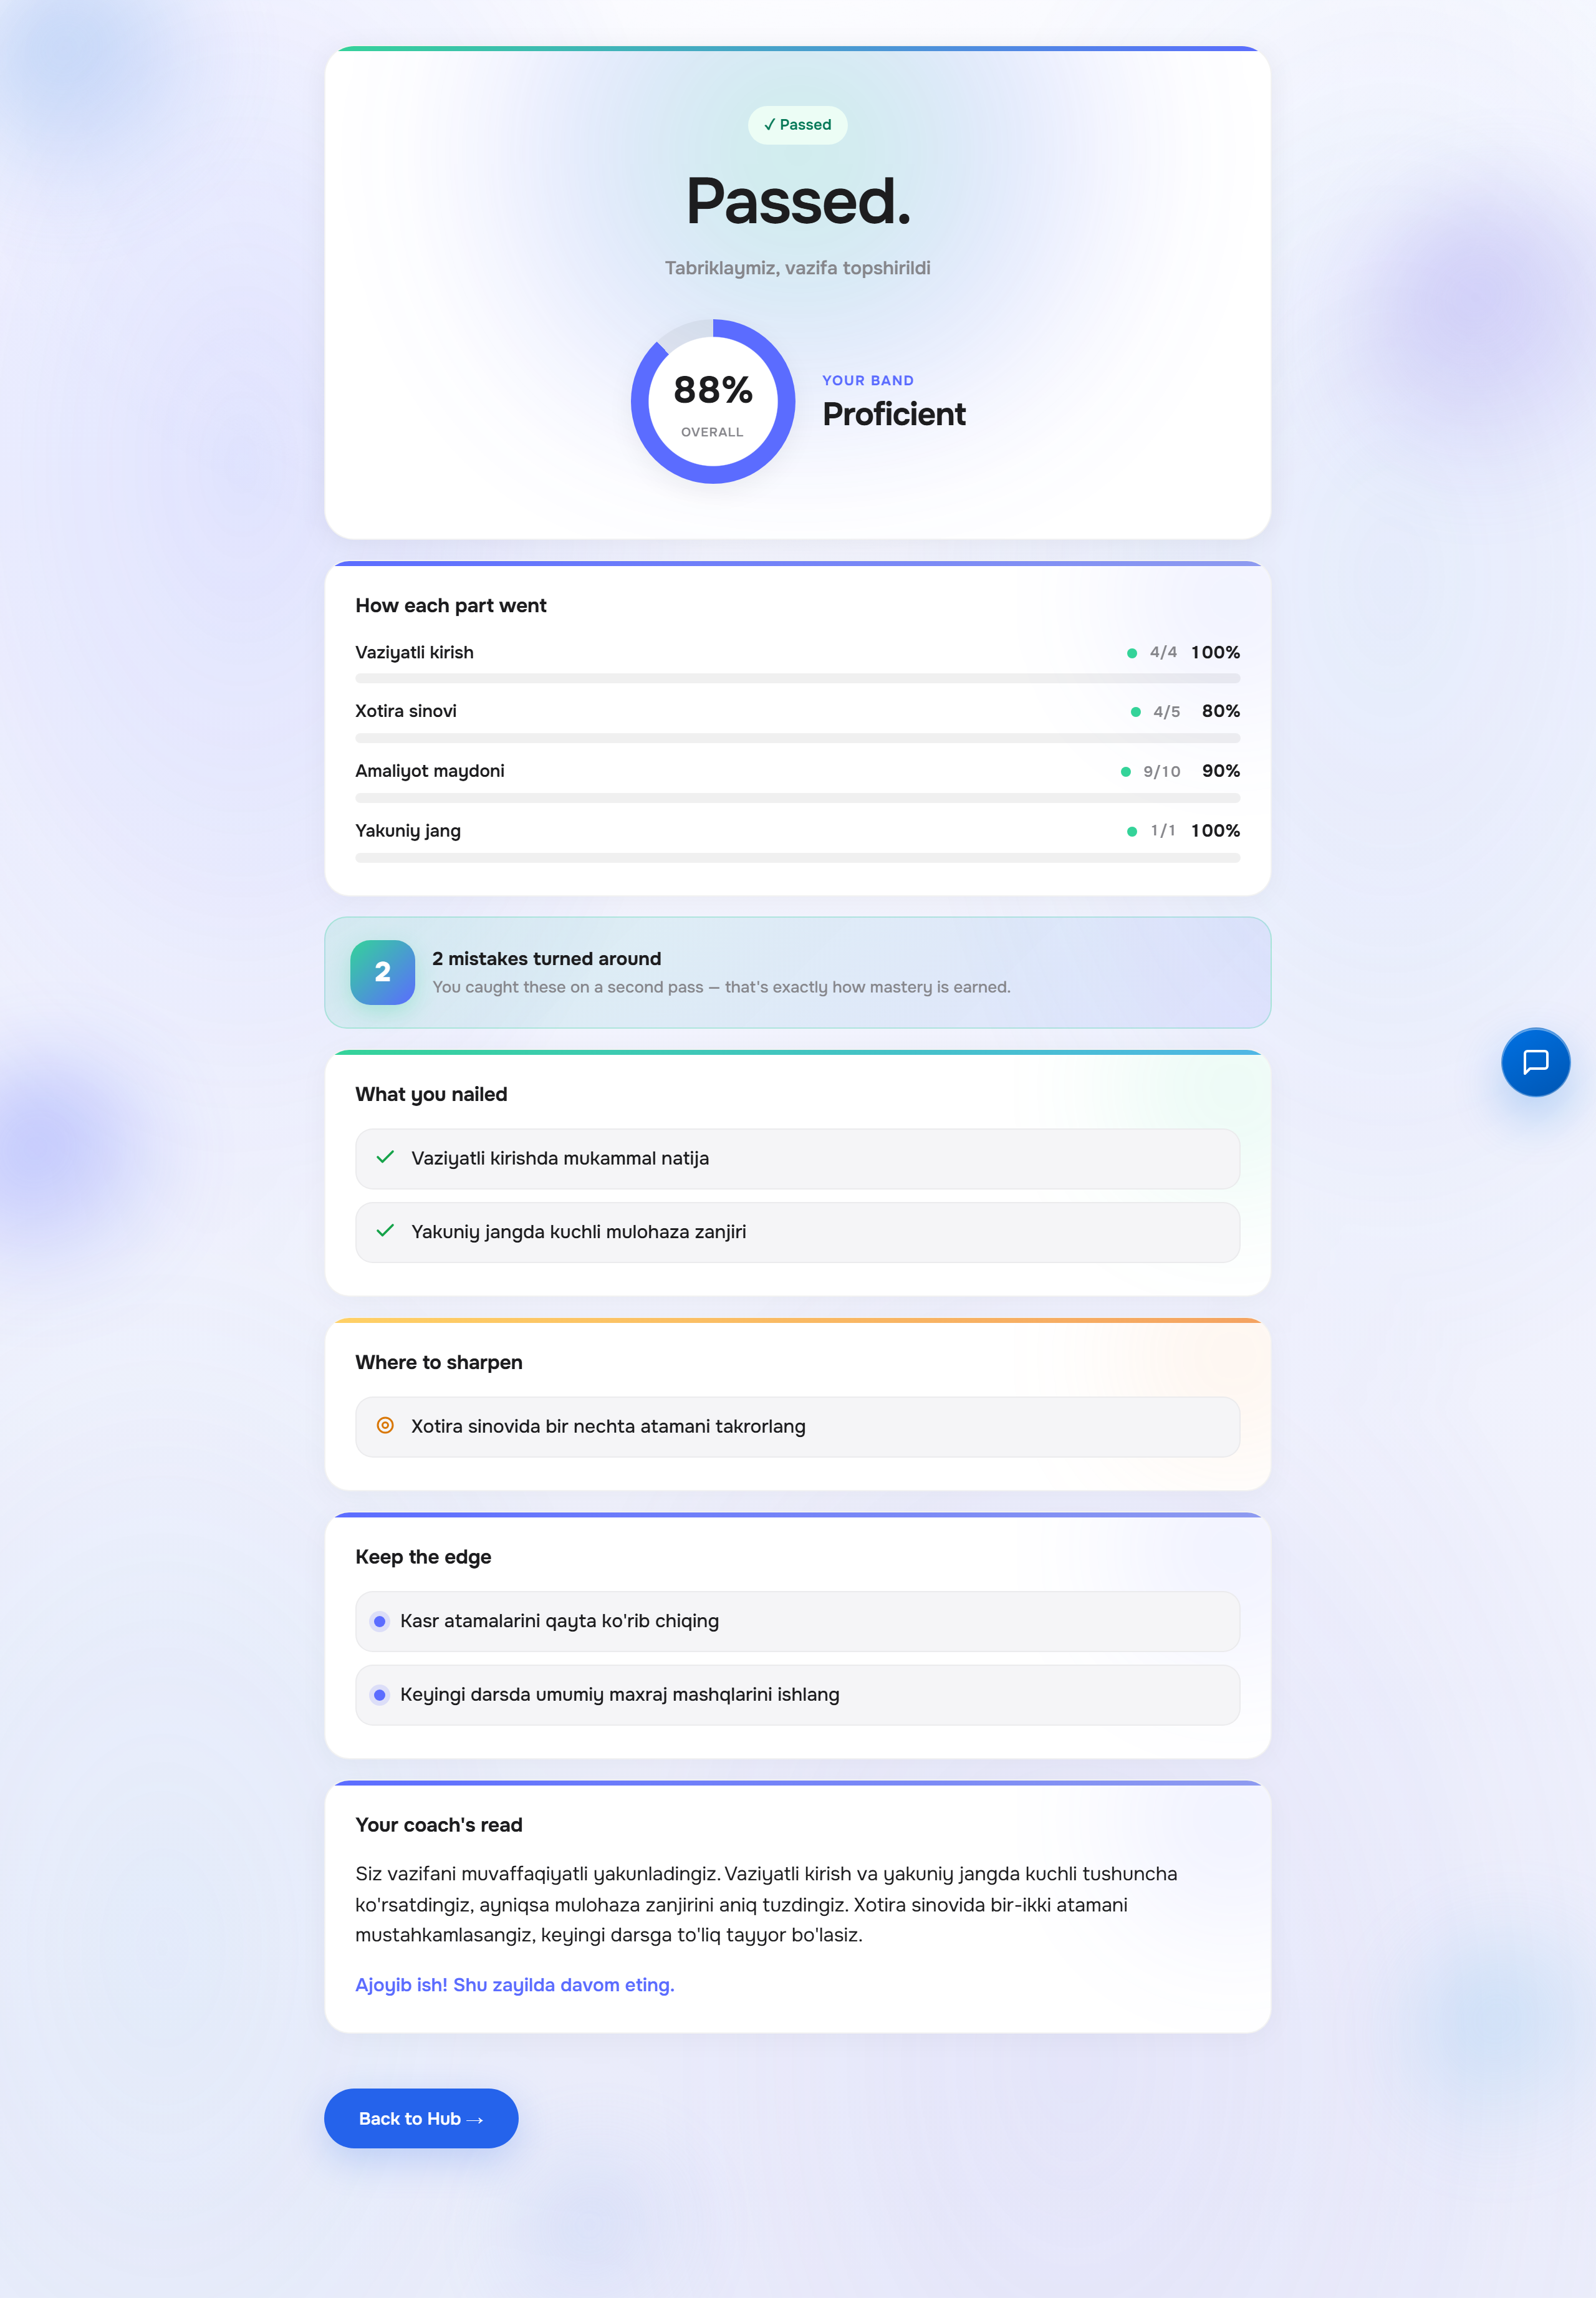 ✓ Passed
Passed.
Tabriklaymiz, vazifa topshirildi
88%
OVERALL
YOUR BAND
Proficient
How each part went
Vaziyatli kirish 4/4 100%
Xotira sinovi 4/5 80%
Amaliyot maydoni 9/10 90%
Yakuniy jang 1/1 100%
2
2 mistakes turned around
You caught these on a second pass — that's exactly how mastery is earned.
What you nailed
Vaziyatli kirishda mukammal natija
Yakuniy jangda kuchli mulohaza zanjiri
Where to sharpen
Xotira sinovida bir nechta atamani takrorlang
Keep the edge
Kasr atamalarini qayta ko'rib chiqing
Keyingi darsda umumiy maxraj mashqlarini ishlang
Your coach's read
Siz vazifani muvaffaqiyatli yakunladingiz. Vaziyatli kirish va yakuniy jangda kuchli tushuncha
ko'rsatdingiz, ayniqsa mulohaza zanjirini aniq tuzdingiz. Xotira sinovida bir-ikki atamani
mustahkamlasangiz, keyingi darsga to'liq tayyor bo'lasiz.
Ajoyib ish! Shu zayilda davom eting.
Back to Hub →